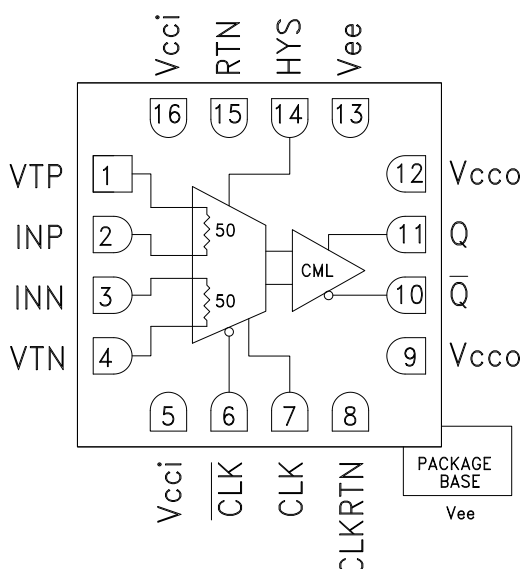 Vcci RTN HYS Vee
16 15 14 13
VTP 1 12 Vcco
INP 2 50 11 Q
CML
INN 3 50 10 Q̅
VTN 4 9 Vcco
5 6 7 8
Vcci C̅L̅K̅ CLK CLKRTN
PACKAGE
BASE
Vee